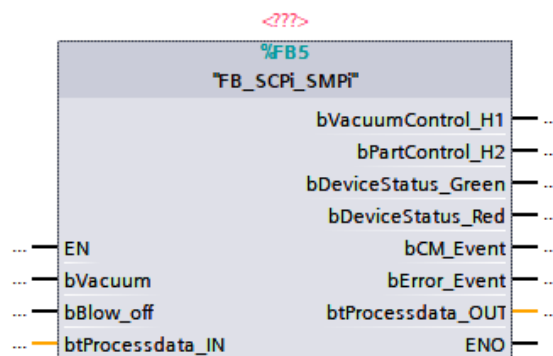 <???>
%FB5
"FB_SCPi_SMPi"
bVacuumControl_H1
...
bPartControl_H2
...
bDeviceStatus_Green
...
bDeviceStatus_Red
...
... EN
bCM_Event ...
... bVacuum
bError_Event ...
... bBlow_off
btProcessdata_OUT ...
... btProcessdata_IN
ENO